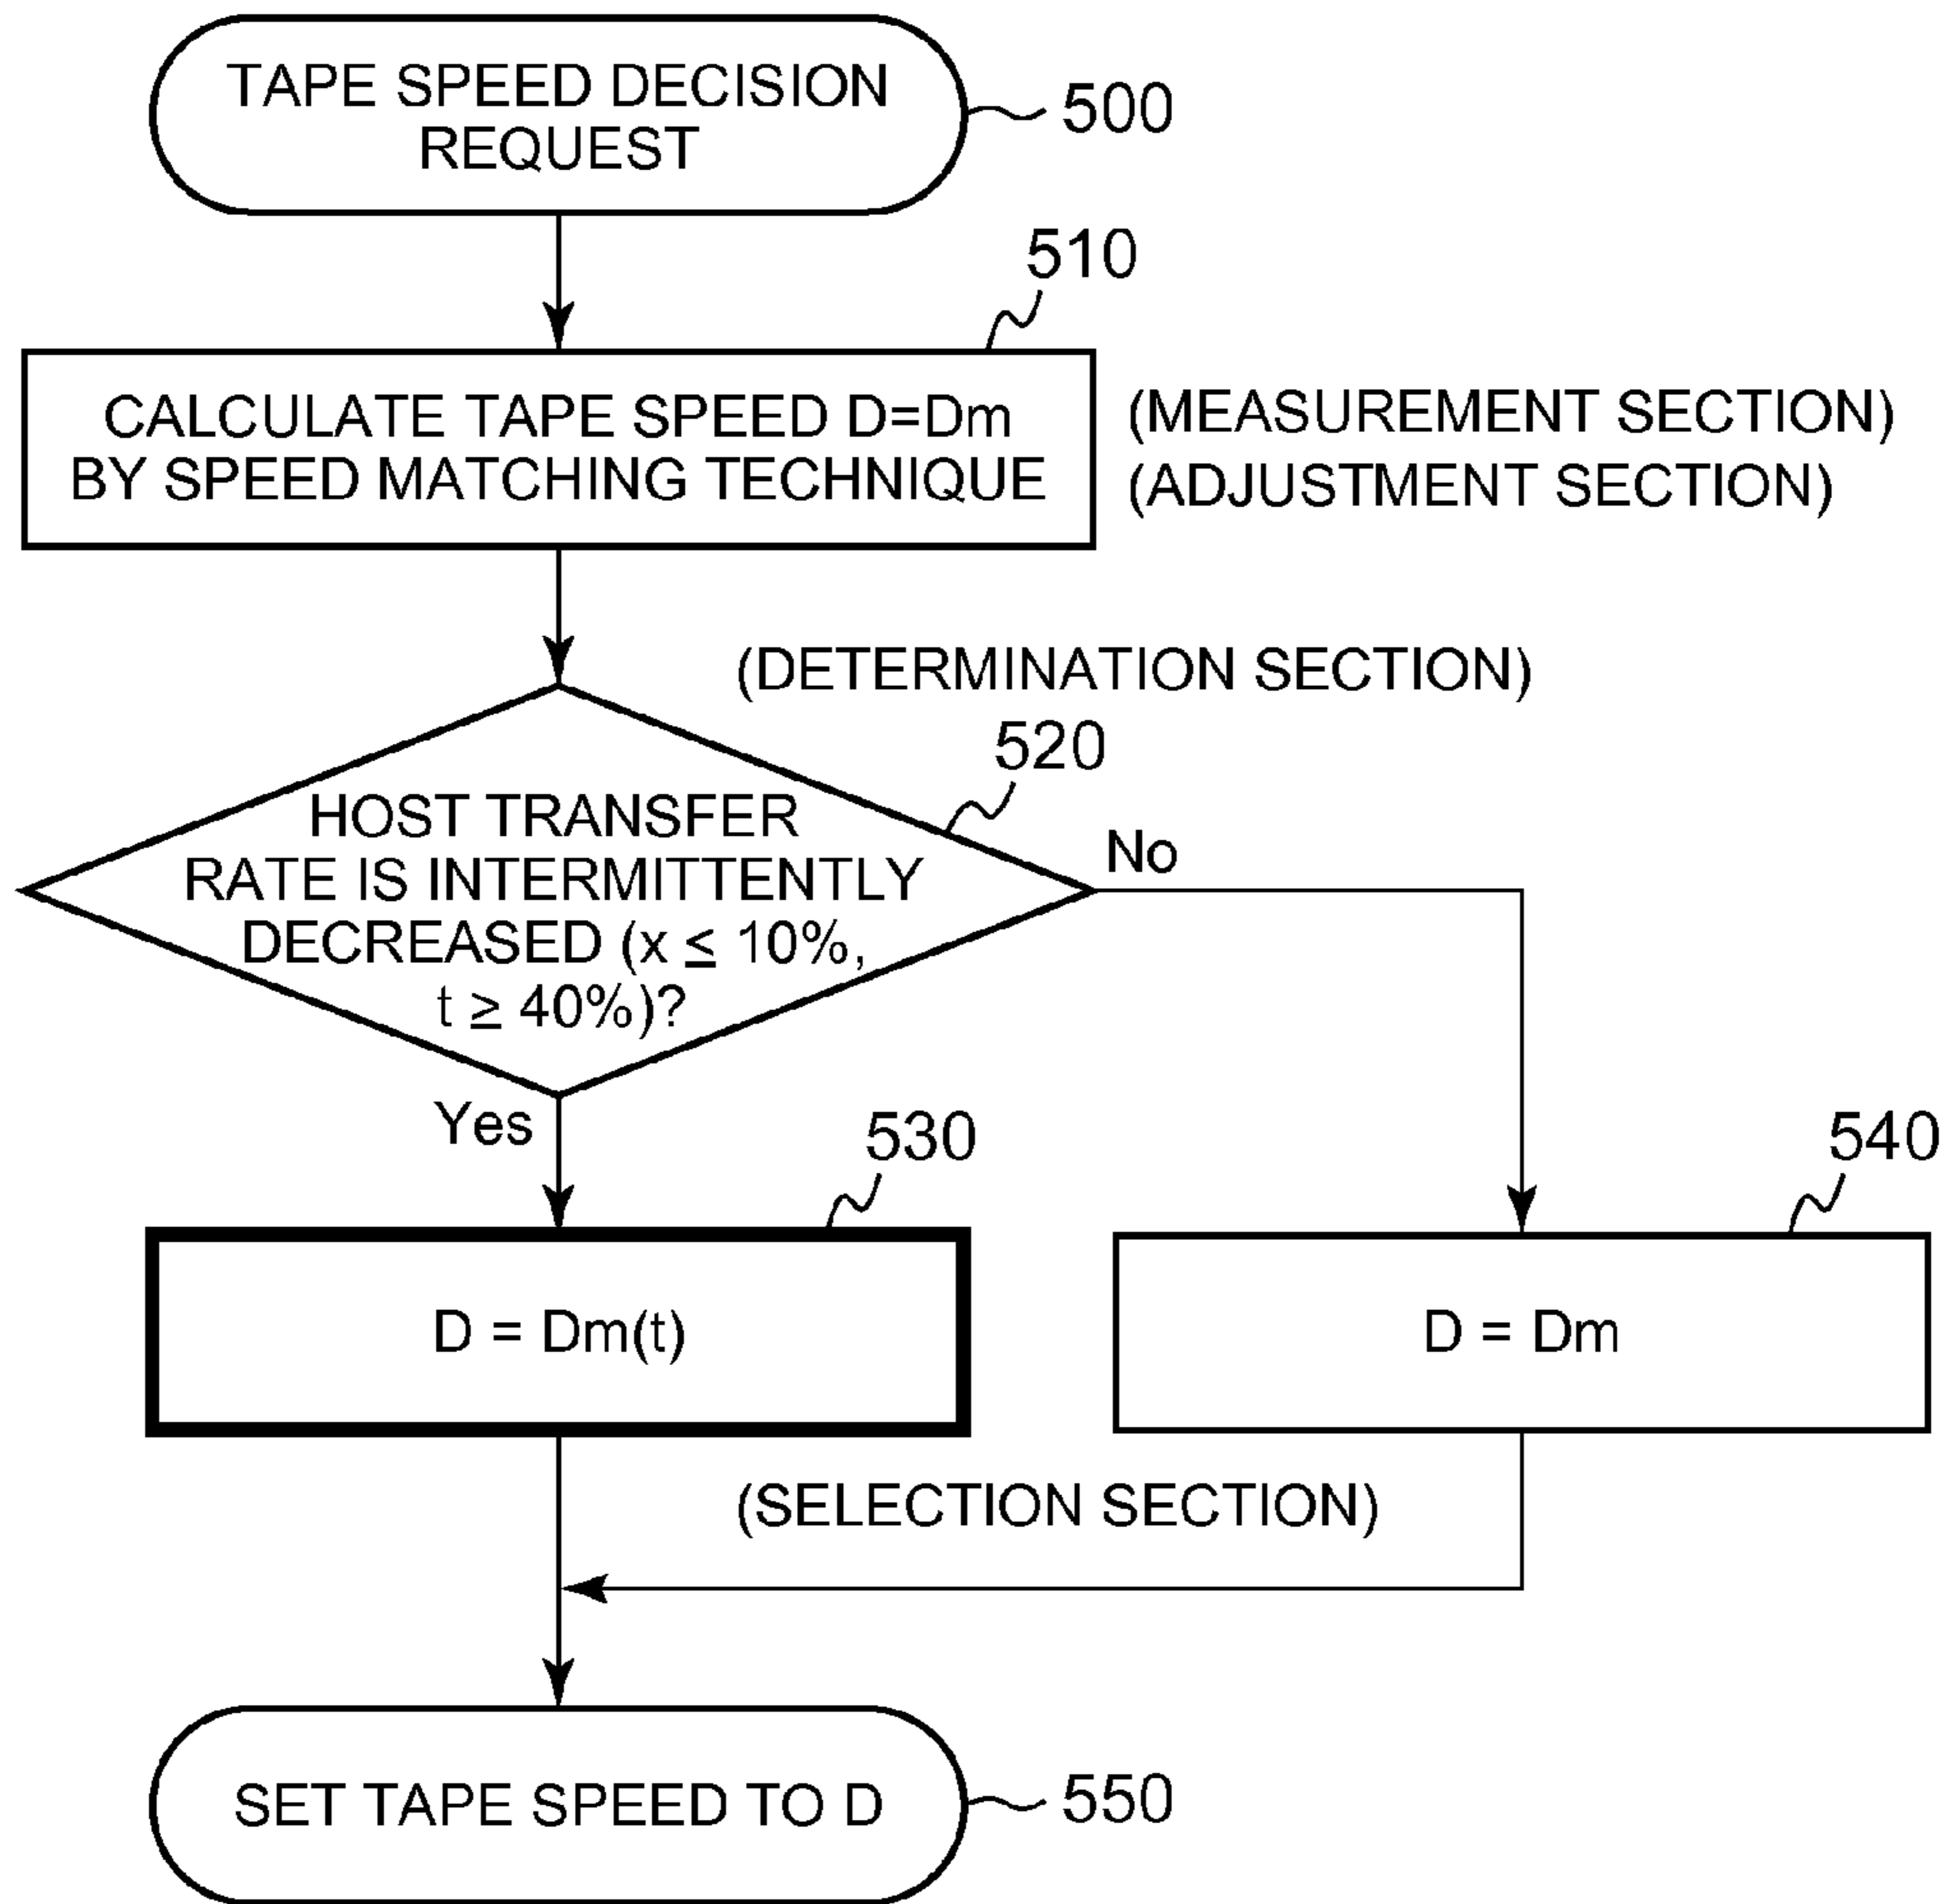 TAPE SPEED DECISION
REQUEST
500
510
CALCULATE TAPE SPEED D=Dm
BY SPEED MATCHING TECHNIQUE
(MEASUREMENT SECTION)
(ADJUSTMENT SECTION)
(DETERMINATION SECTION)
520
HOST TRANSFER
RATE IS INTERMITTENTLY
DECREASED (x ≤ 10%,
t ≥ 40%)?
No
Yes
530
540
D = Dm(t)
D = Dm
(SELECTION SECTION)
SET TAPE SPEED TO D
550